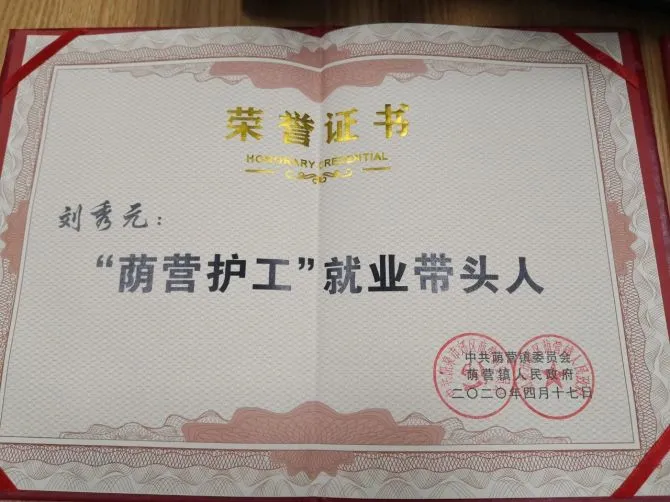 荣誉证书
HONORARY CREDENTIAL
刘秀元：
“荫营护工”就业带头人
中共荫营镇委员会
荫营镇人民政府
二〇二〇年四月十七日